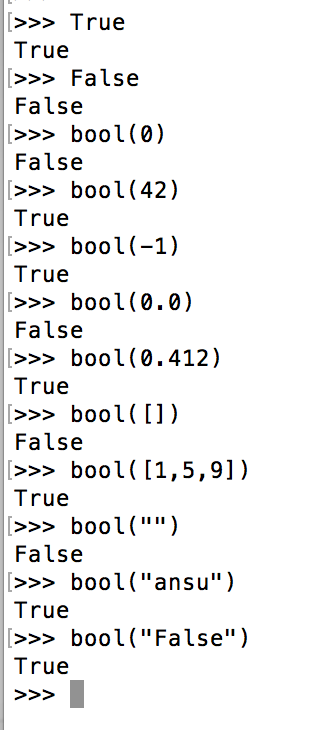 >>> True
True
>>> False
False
>>> bool(0)
False
>>> bool(42)
True
>>> bool(-1)
True
>>> bool(0.0)
False
>>> bool(0.412)
True
>>> bool([])
False
>>> bool([1,5,9])
True
>>> bool("")
False
>>> bool("ansu")
True
>>> bool("False")
True
>>>